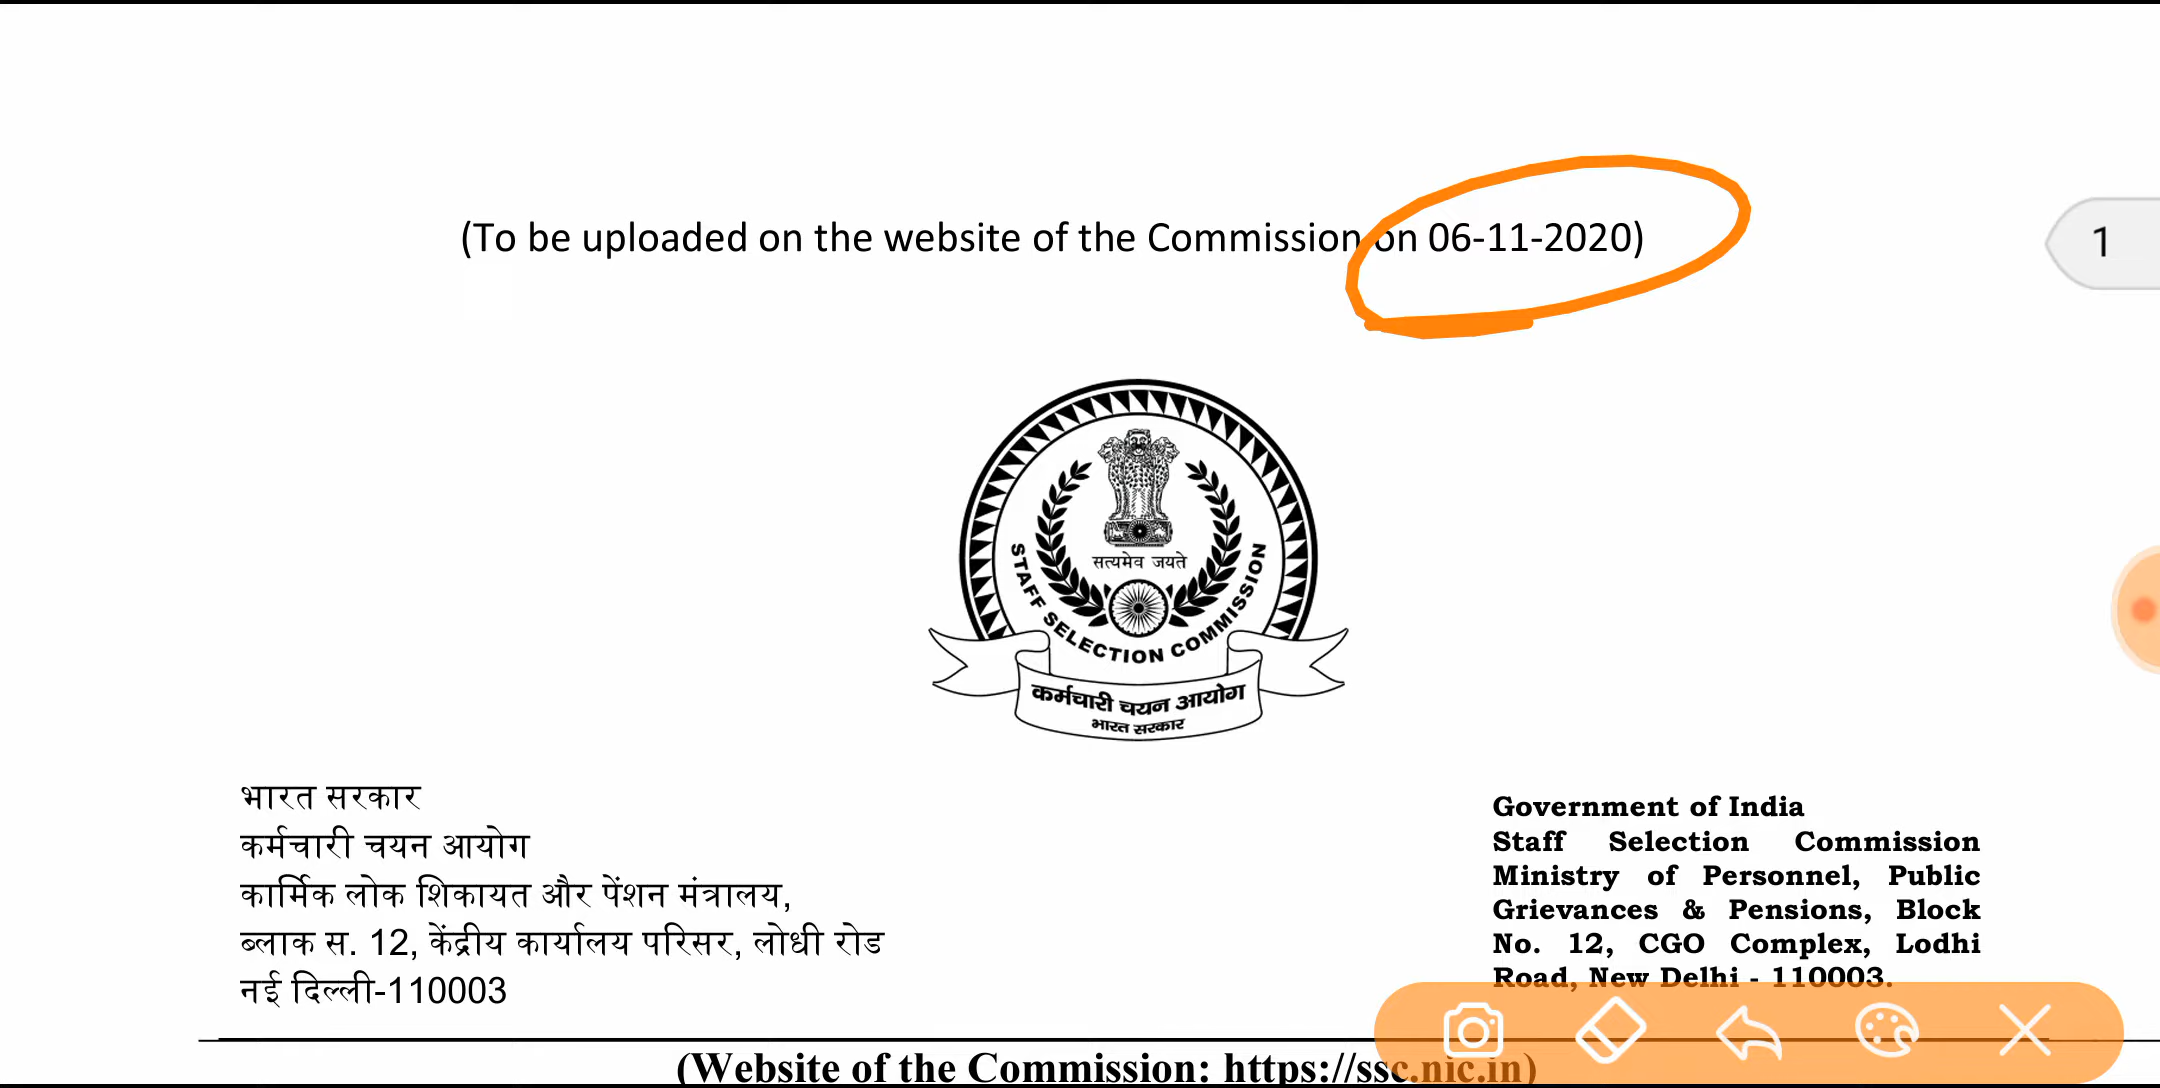 (To be uploaded on the website of the Commission on 06-11-2020)
1
सत्यमेव जयते
STAFF SELECTION COMMISSION
कर्मचारी चयन आयोग
भारत सरकार
भारत सरकार
कर्मचारी चयन आयोग
कार्मिक लोक शिकायत और पेंशन मंत्रालय,
ब्लाक स. 12, केंद्रीय कार्यालय परिसर, लोधी रोड
नई दिल्ली-110003
Government of India
Staff Selection Commission
Ministry of Personnel, Public
Grievances & Pensions, Block
No. 12, CGO Complex, Lodhi
Road, New Delhi - 110003.
(Website of the Commission: https://ssc.nic.in)